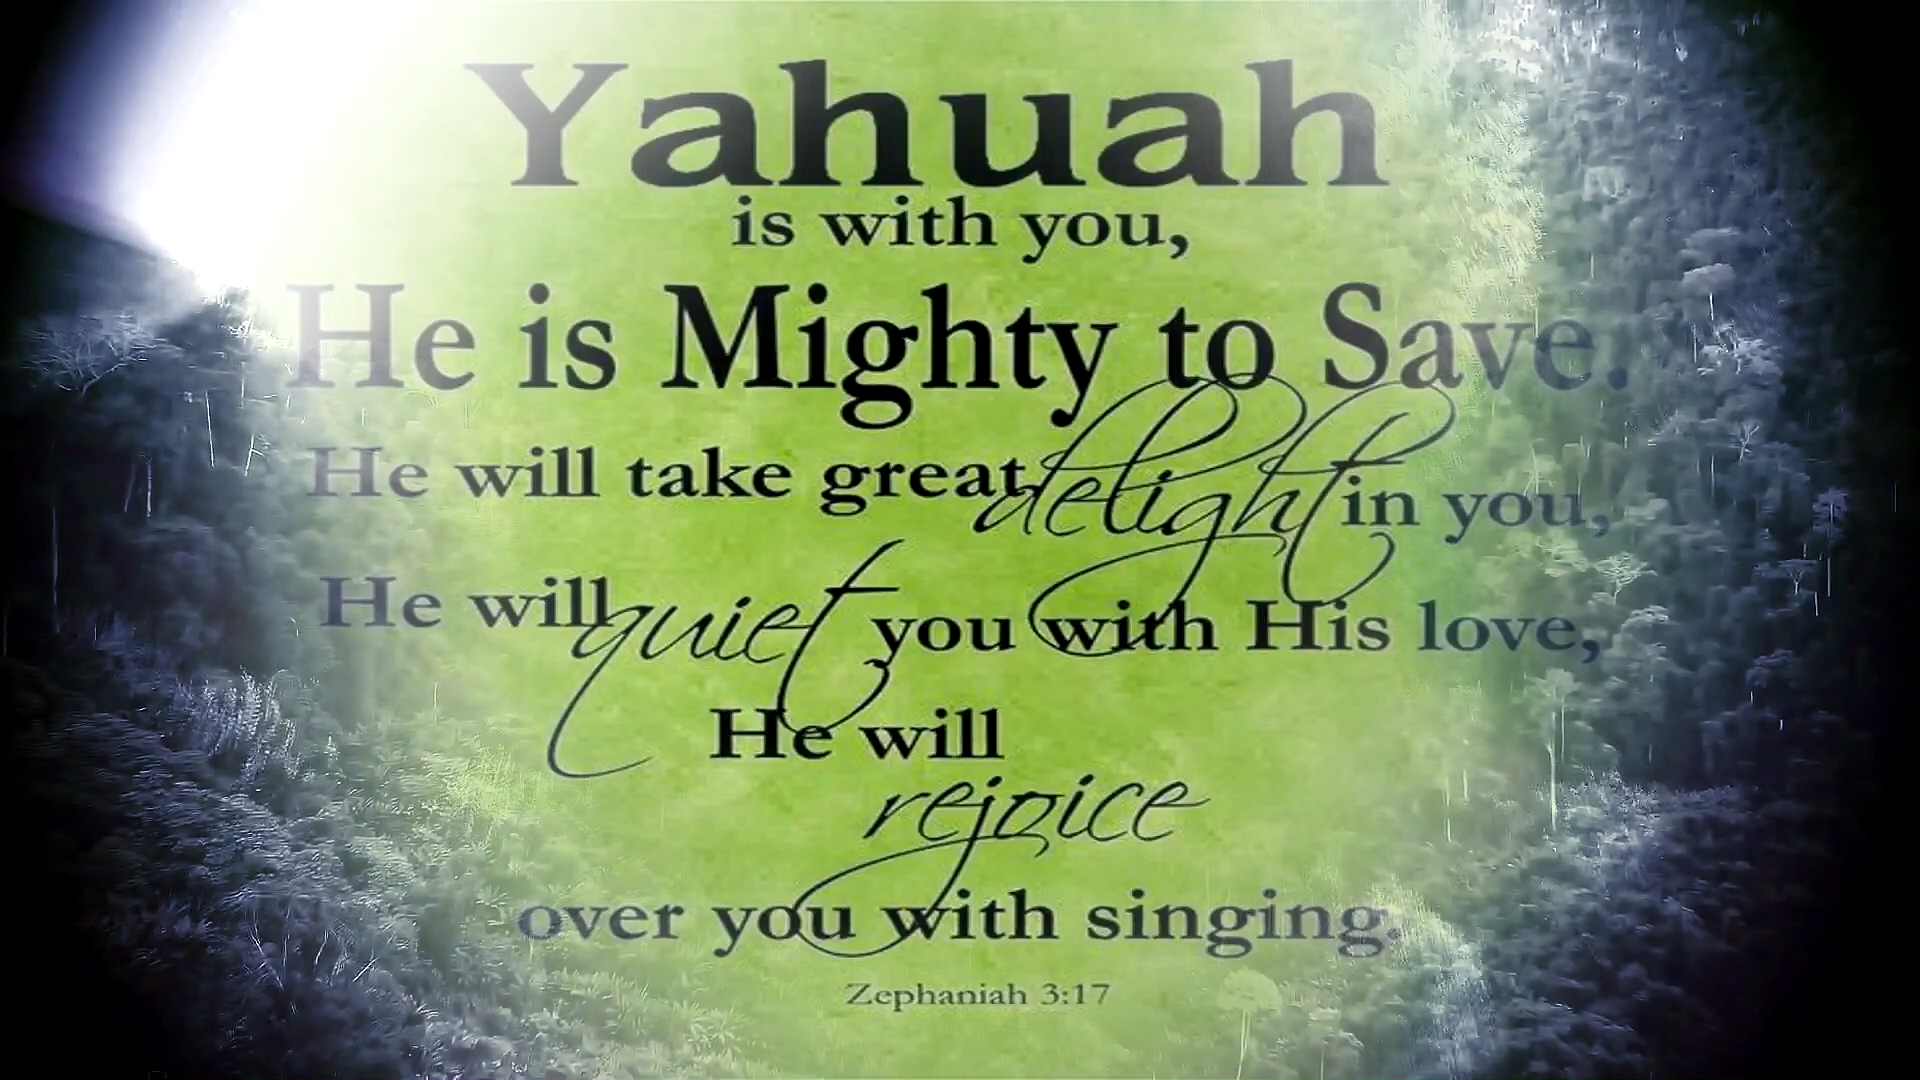 Yahuah
is with you,
He is Mighty to Save.
He will take great delight in you,
He will quiet you with His love,
He will
rejoice
over you with singing.
Zephaniah 3:17